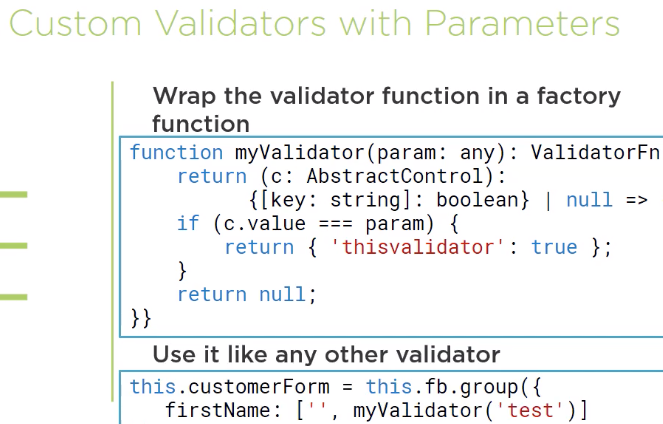 Custom Validators with Parameters
Wrap the validator function in a factory
function
function myValidator(param: any): ValidatorFn
    return (c: AbstractControl):
          {[key: string]: boolean} | null =>
    if (c.value === param) {
        return { 'thisvalidator': true };
    }
    return null;
}}
Use it like any other validator
this.customerForm = this.fb.group({
   firstName: ['', myValidator('test')]